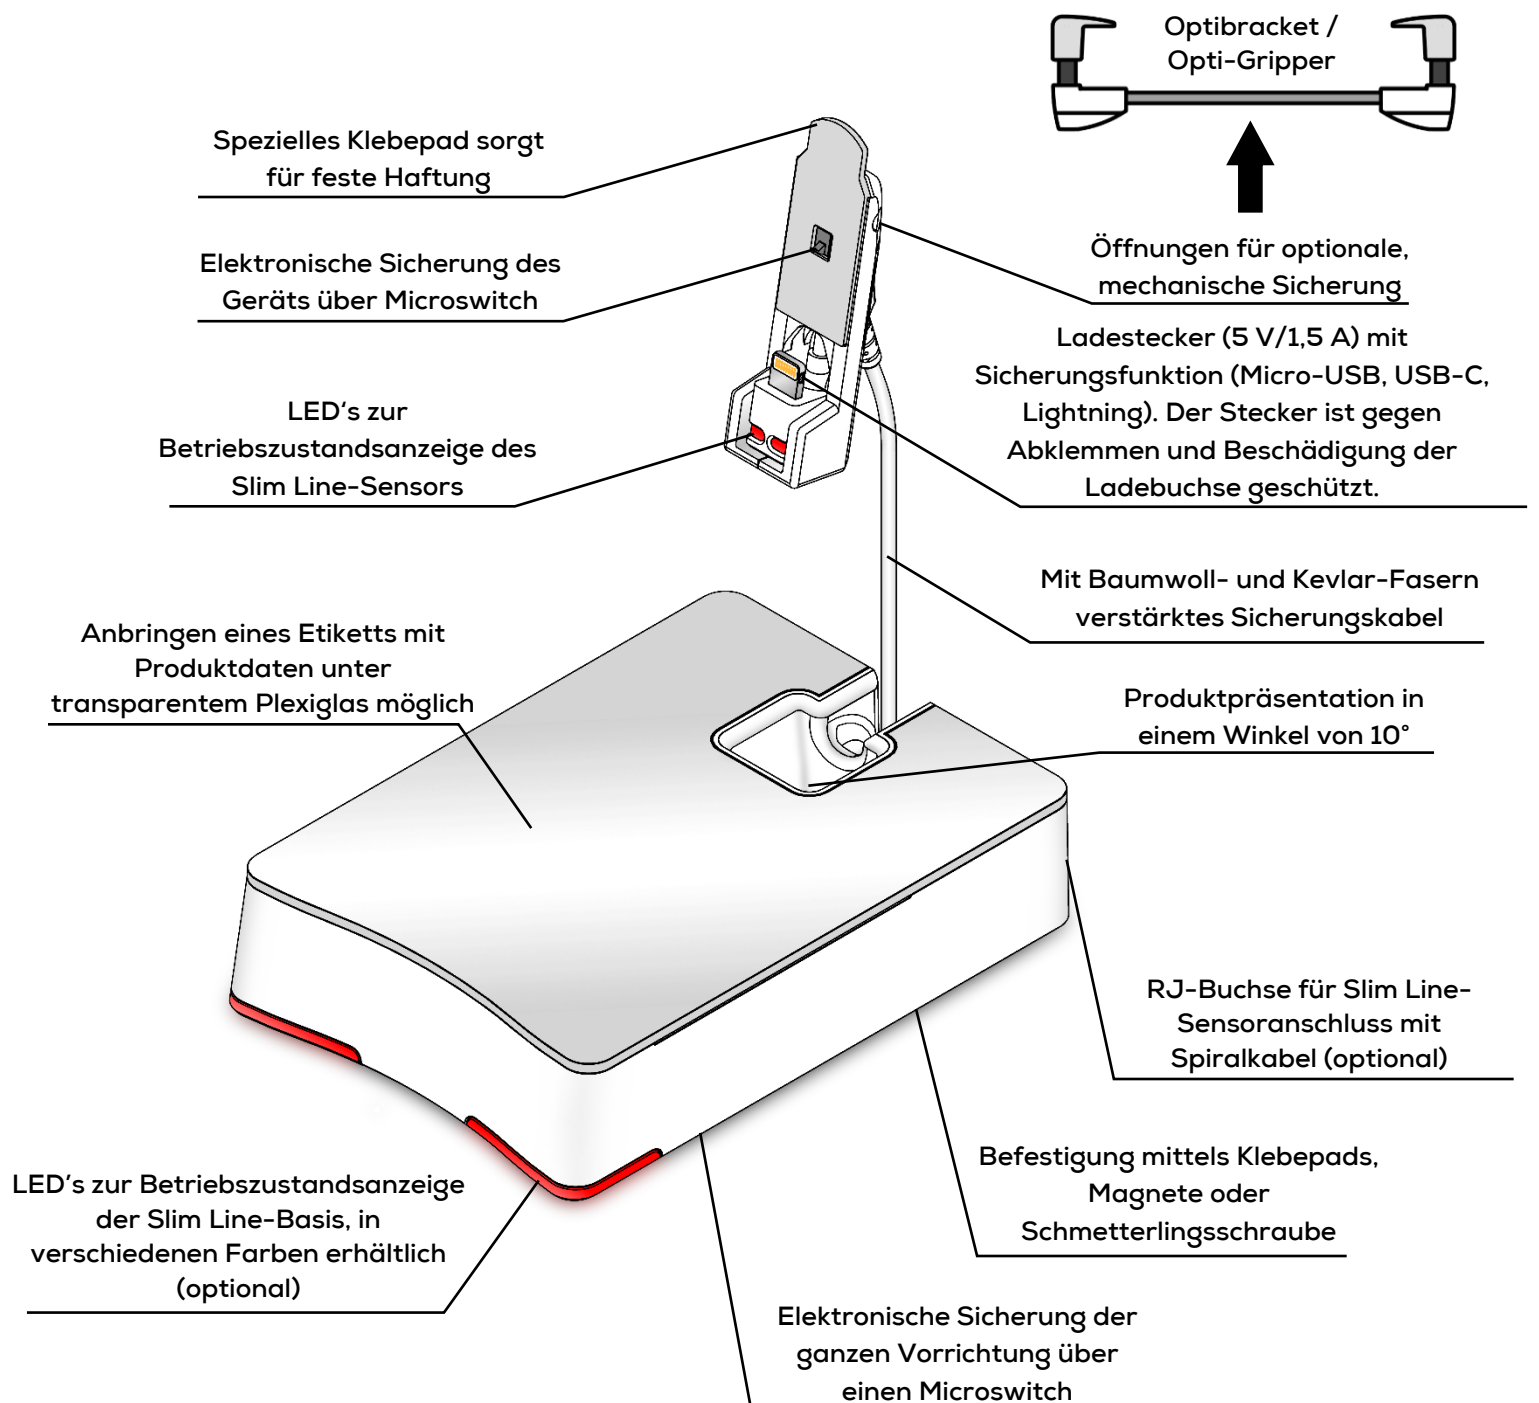 Optibracket /
Opti-Gripper
Spezielles Klebepad sorgt
für feste Haftung
Elektronische Sicherung des
Geräts über Microswitch
Öffnungen für optionale,
mechanische Sicherung
Ladestecker (5 V/1,5 A) mit
Sicherungsfunktion (Micro-USB, USB-C,
Lightning). Der Stecker ist gegen
Abklemmen und Beschädigung der
Ladebuchse geschützt.
LED's zur
Betriebszustandsanzeige des
Slim Line-Sensors
Mit Baumwoll- und Kevlar-Fasern
verstärktes Sicherungskabel
Anbringen eines Etiketts mit
Produktdaten unter
transparentem Plexiglas möglich
Produktpräsentation in
einem Winkel von 10°
RJ-Buchse für Slim Line-
Sensoranschluss mit
Spiralkabel (optional)
Befestigung mittels Klebepads,
Magnete oder
Schmetterlingsschraube
LED's zur Betriebszustandsanzeige
der Slim Line-Basis, in
verschiedenen Farben erhältlich
(optional)
Elektronische Sicherung der
ganzen Vorrichtung über
einen Microswitch